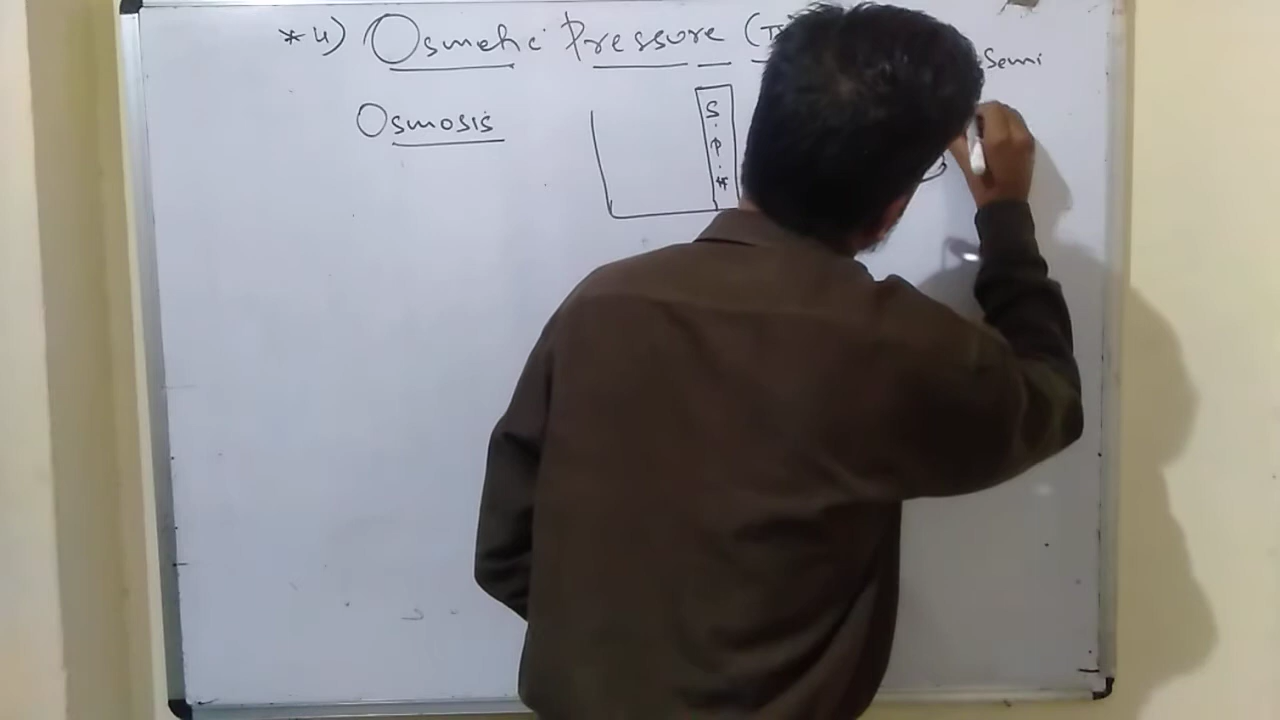 *4) Osmotic Pressure (π
Semi
Osmosis
S.P.M